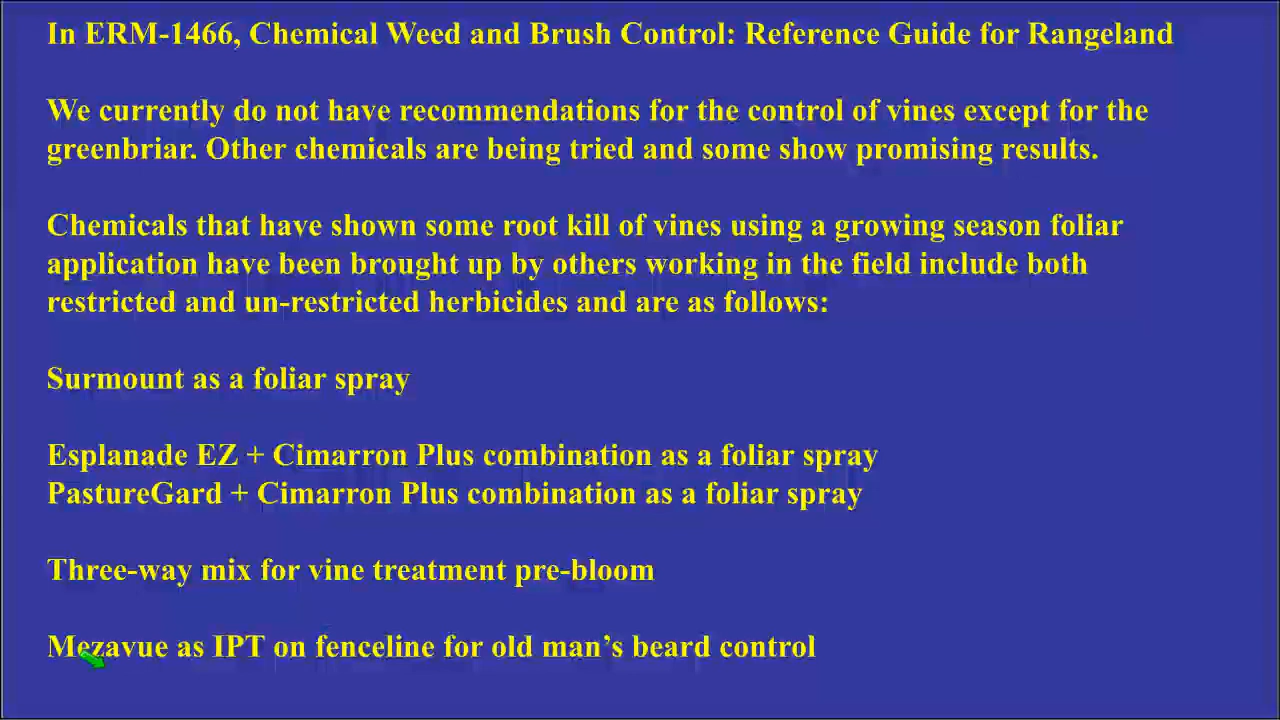 In ERM-1466, Chemical Weed and Brush Control: Reference Guide for Rangeland
We currently do not have recommendations for the control of vines except for the
greenbriar. Other chemicals are being tried and some show promising results.
Chemicals that have shown some root kill of vines using a growing season foliar
application have been brought up by others working in the field include both
restricted and un-restricted herbicides and are as follows:
Surmount as a foliar spray
Esplanade EZ + Cimarron Plus combination as a foliar spray
PastureGard + Cimarron Plus combination as a foliar spray
Three-way mix for vine treatment pre-bloom
Mezavue as IPT on fenceline for old man’s beard control